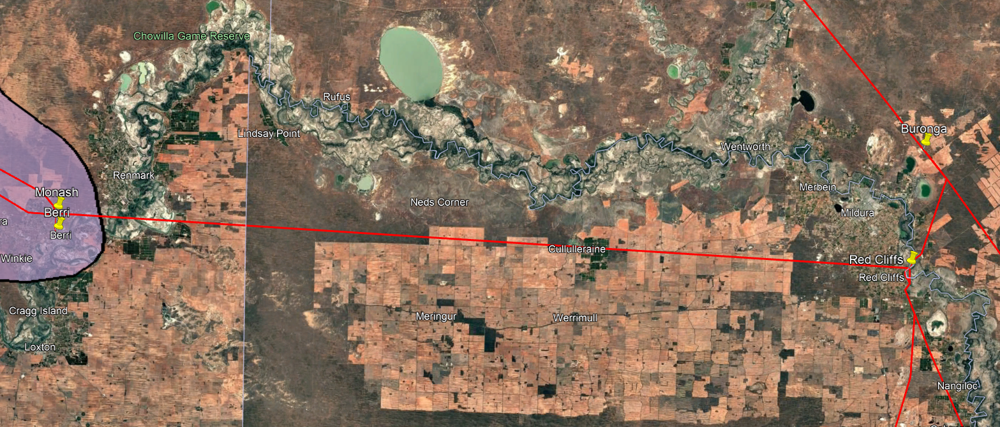 Chowilla Game Reserve
Rufus
Lindsay Point
Buronga
Wentworth
Renmark
Merbein
Monash
Neds Corner
Berri
Mildura
ra
Berri
Cullulleraine
Winkie
Red Cliffs
Red Cliffs
Cragg Island
Meringur
Werrimull
Loxton
Nangiloc